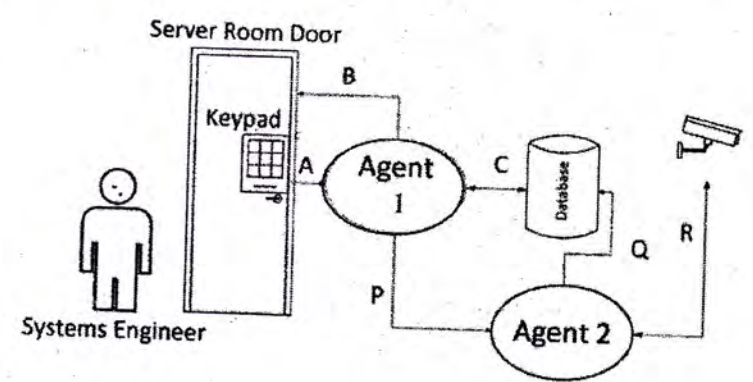 Server Room Door
B
Keypad
A
Agent
1
C
Database
R
Q
P
Agent 2
Systems Engineer